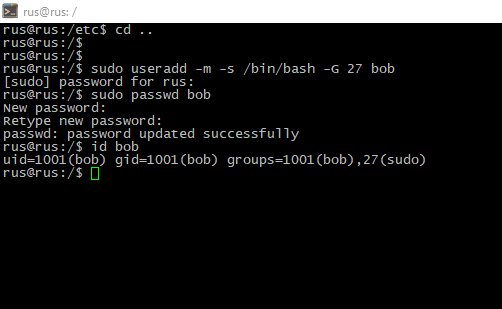 rus@rus: /
rus@rus:/etc$ cd ..
rus@rus:/$
rus@rus:/$
rus@rus:/$ sudo useradd -m -s /bin/bash -G 27 bob
[sudo] password for rus:
rus@rus:/$ sudo passwd bob
New password:
Retype new password:
passwd: password updated successfully
rus@rus:/$ id bob
uid=1001(bob) gid=1001(bob) groups=1001(bob),27(sudo)
rus@rus:/$